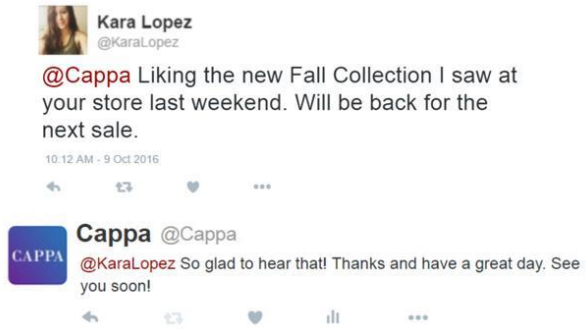 Kara Lopez
@KaraLopez
@Cappa Liking the new Fall Collection I saw at
your store last weekend. Will be back for the
next sale.
10:12 AM - 9 Oct 2016
CAPPA
Cappa @Cappa
@KaraLopez So glad to hear that! Thanks and have a great day. See
you soon!